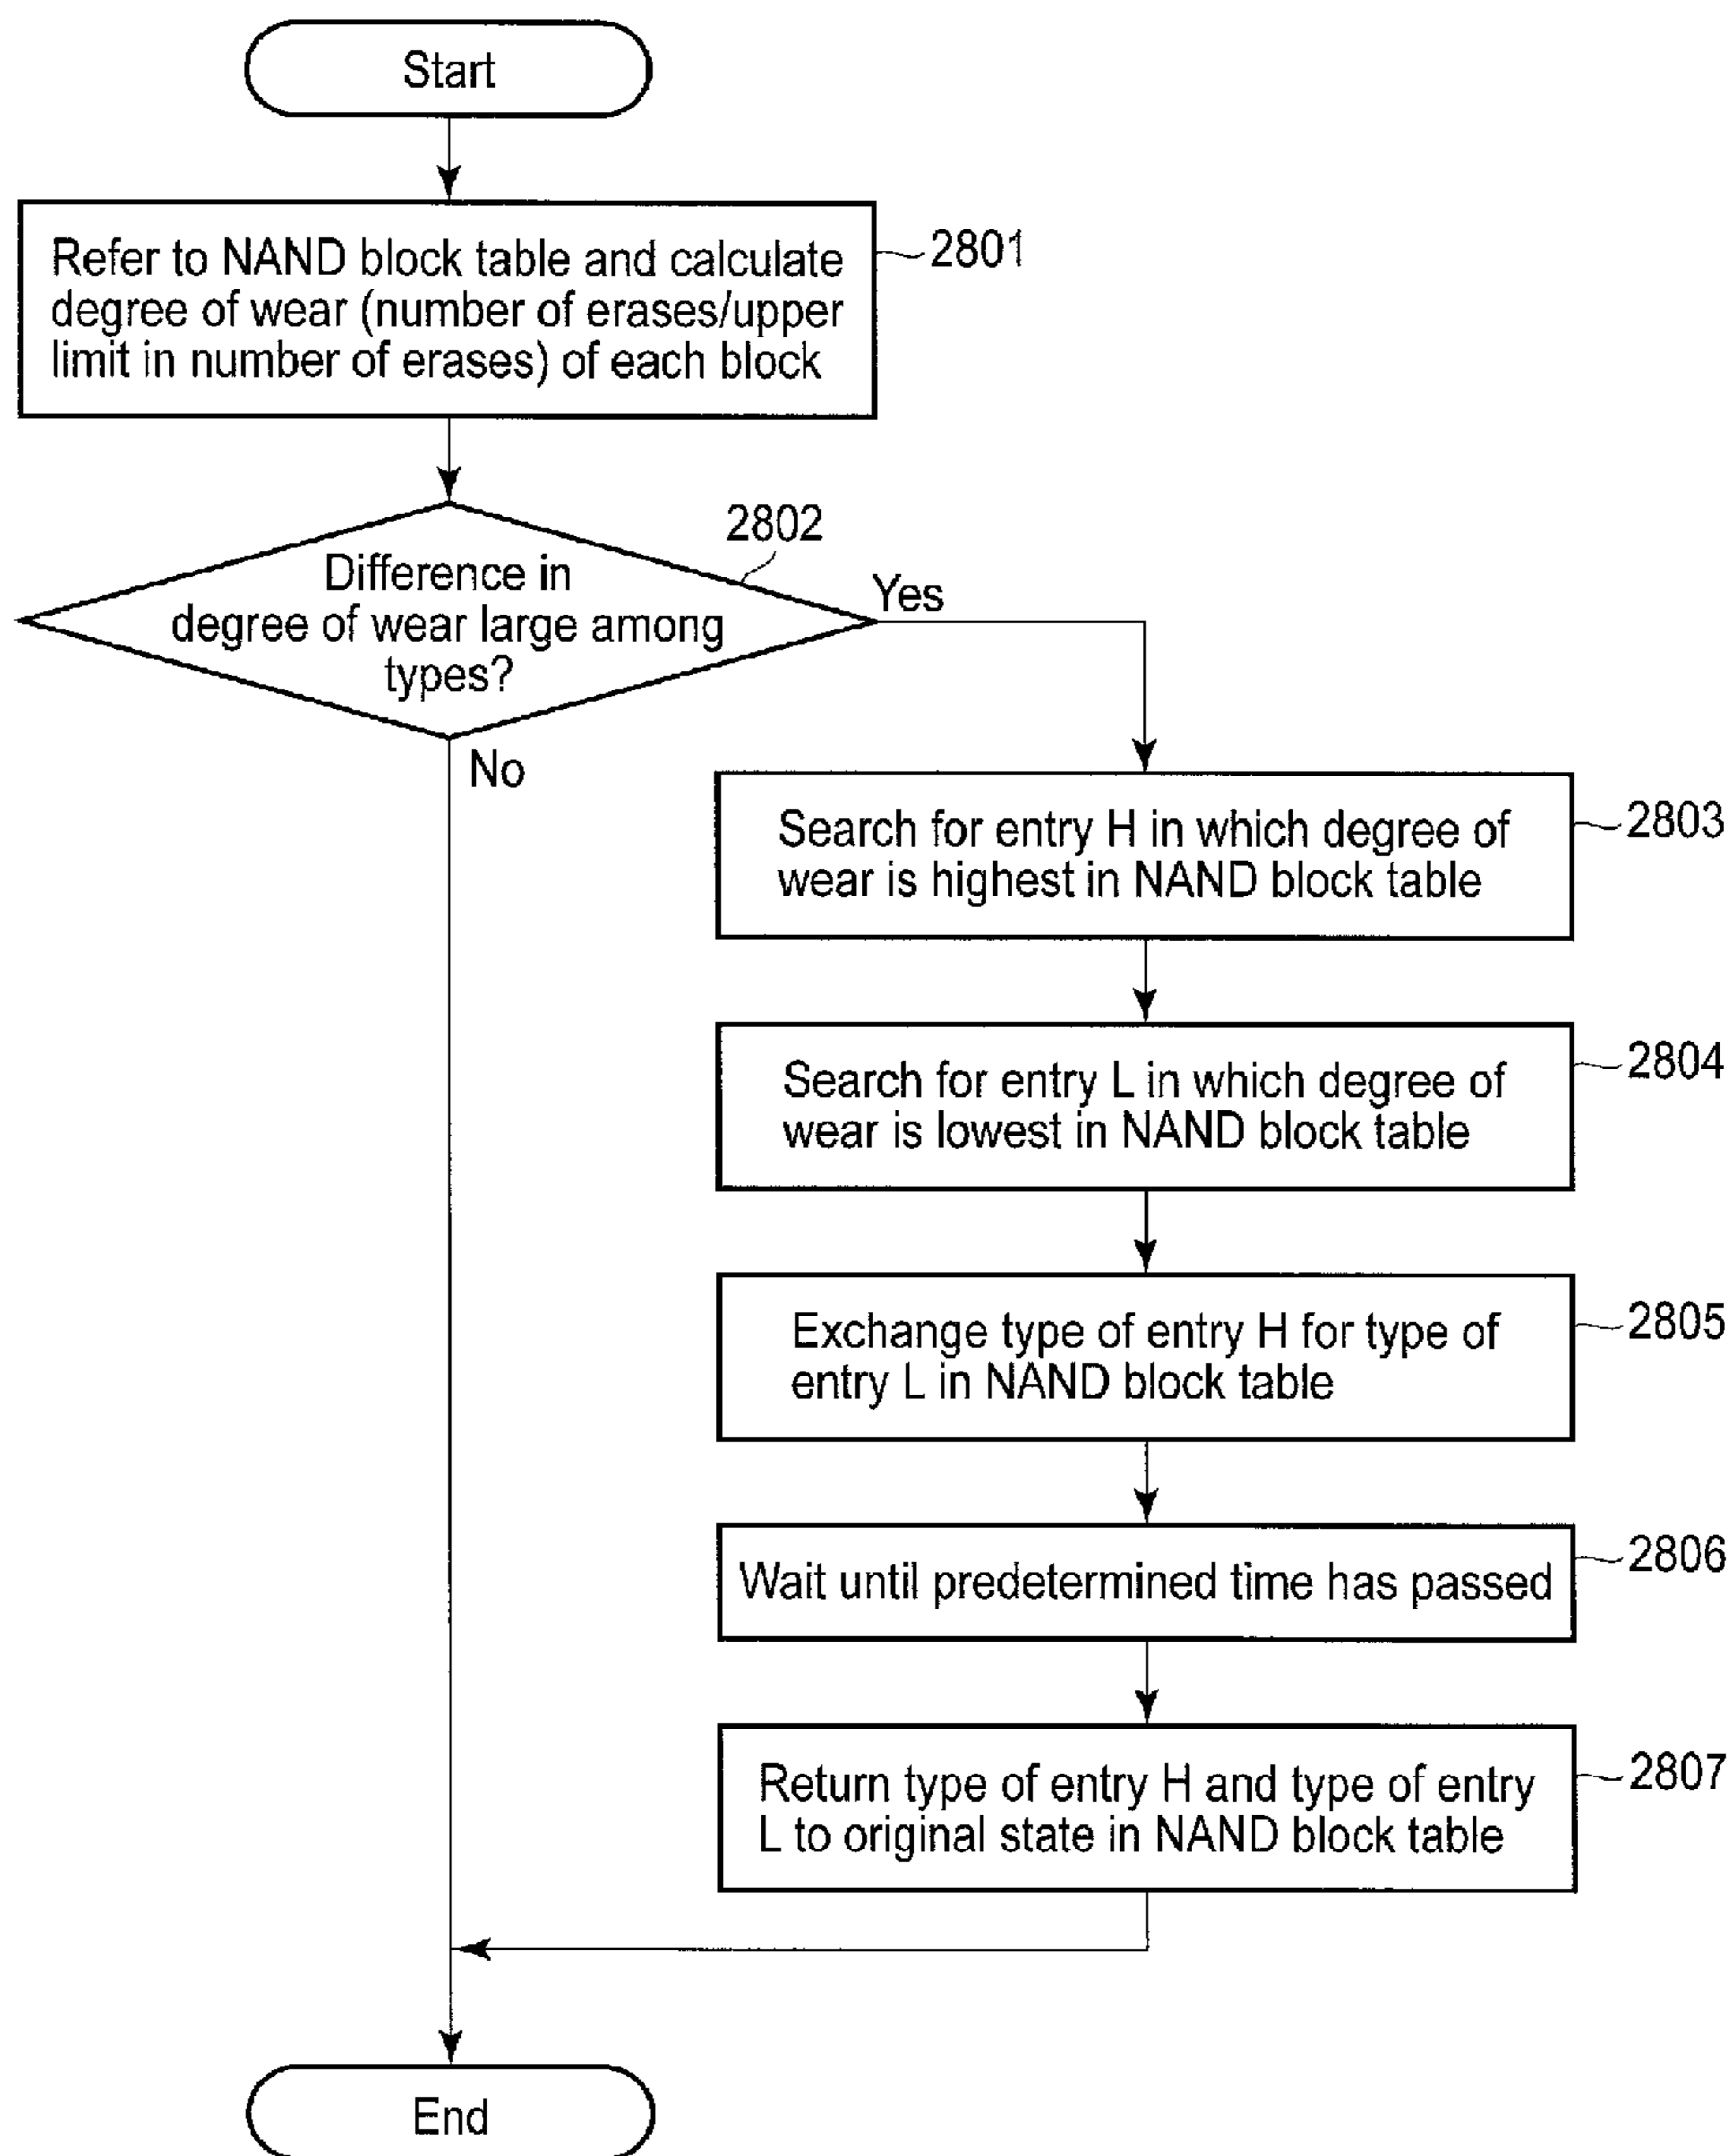 Start
Refer to NAND block table and calculate
degree of wear (number of erases/upper
limit in number of erases) of each block
2801
2802
Difference in
degree of wear large among
types?
Yes
No
Search for entry H in which degree of
wear is highest in NAND block table
2803
Search for entry L in which degree of
wear is lowest in NAND block table
2804
Exchange type of entry H for type of
entry L in NAND block table
2805
Wait until predetermined time has passed
2806
Return type of entry H and type of entry
L to original state in NAND block table
2807
End